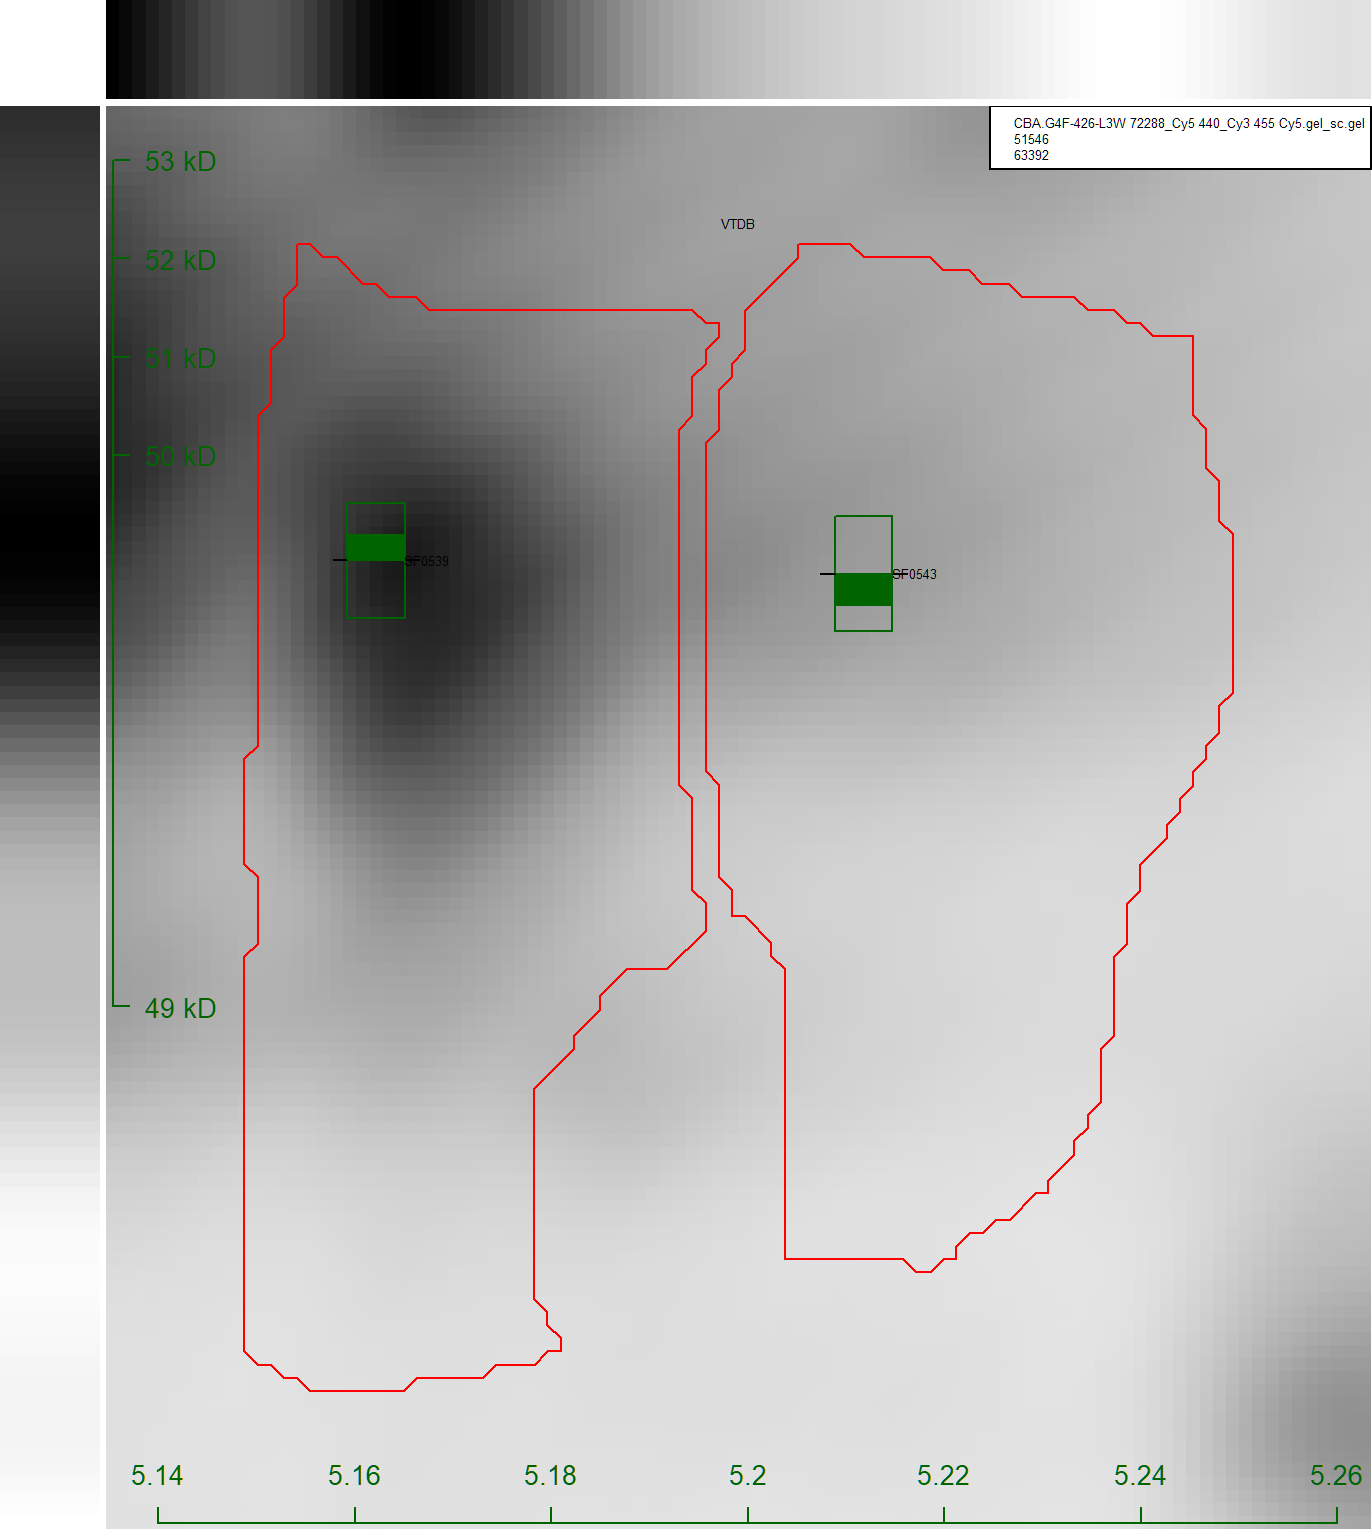 CBA.G4F-426-L3W 72288_Cy5 440_Cy3 455 Cy5.gel_sc.gel
51546
63392
53 kD
VTDB
52 kD
51 kD
50 kD
SF0539
SF0543
49 kD
5.14 5.16 5.18 5.2 5.22 5.24 5.26